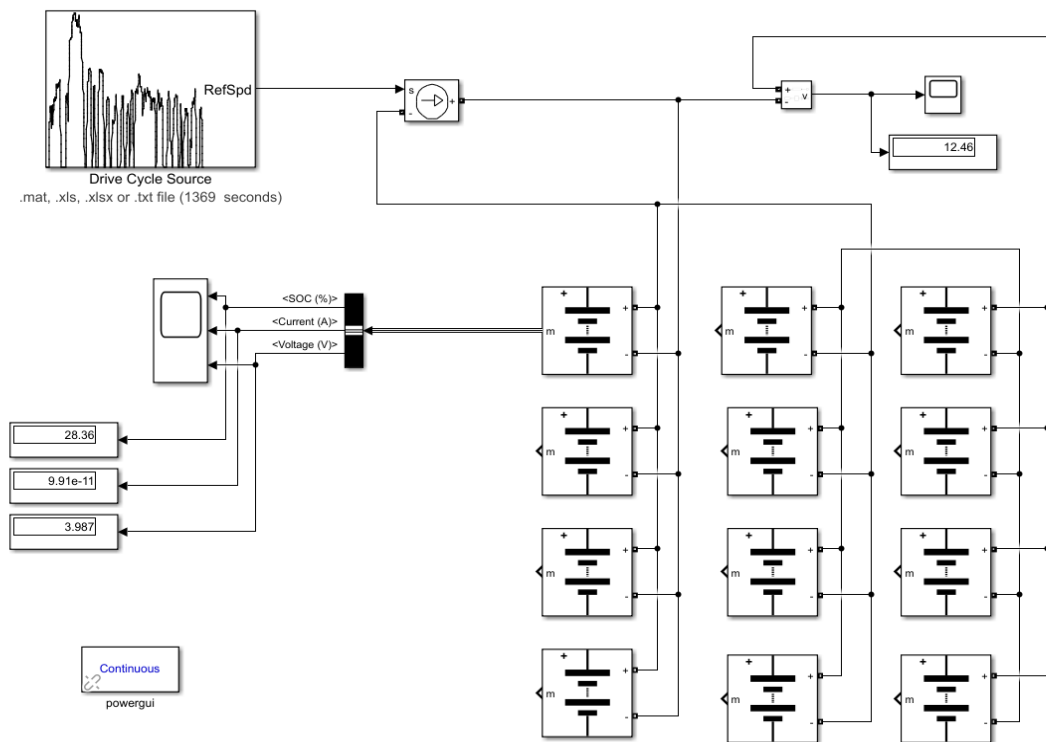 RefSpd
Drive Cycle Source
.mat, .xls, .xlsx or .txt file (1369  seconds)
s
+
-
+
-
v
12.46
<SOC (%)>
<Current (A)>
<Voltage (V)>
28.36
9.91e-11
3.987
+
m
+
-
+
m
+
-
+
m
+
-
+
m
+
-
+
m
+
-
+
m
+
-
+
m
+
-
+
m
+
-
+
m
+
-
+
m
+
-
+
m
+
-
+
m
+
-
Continuous
powergui